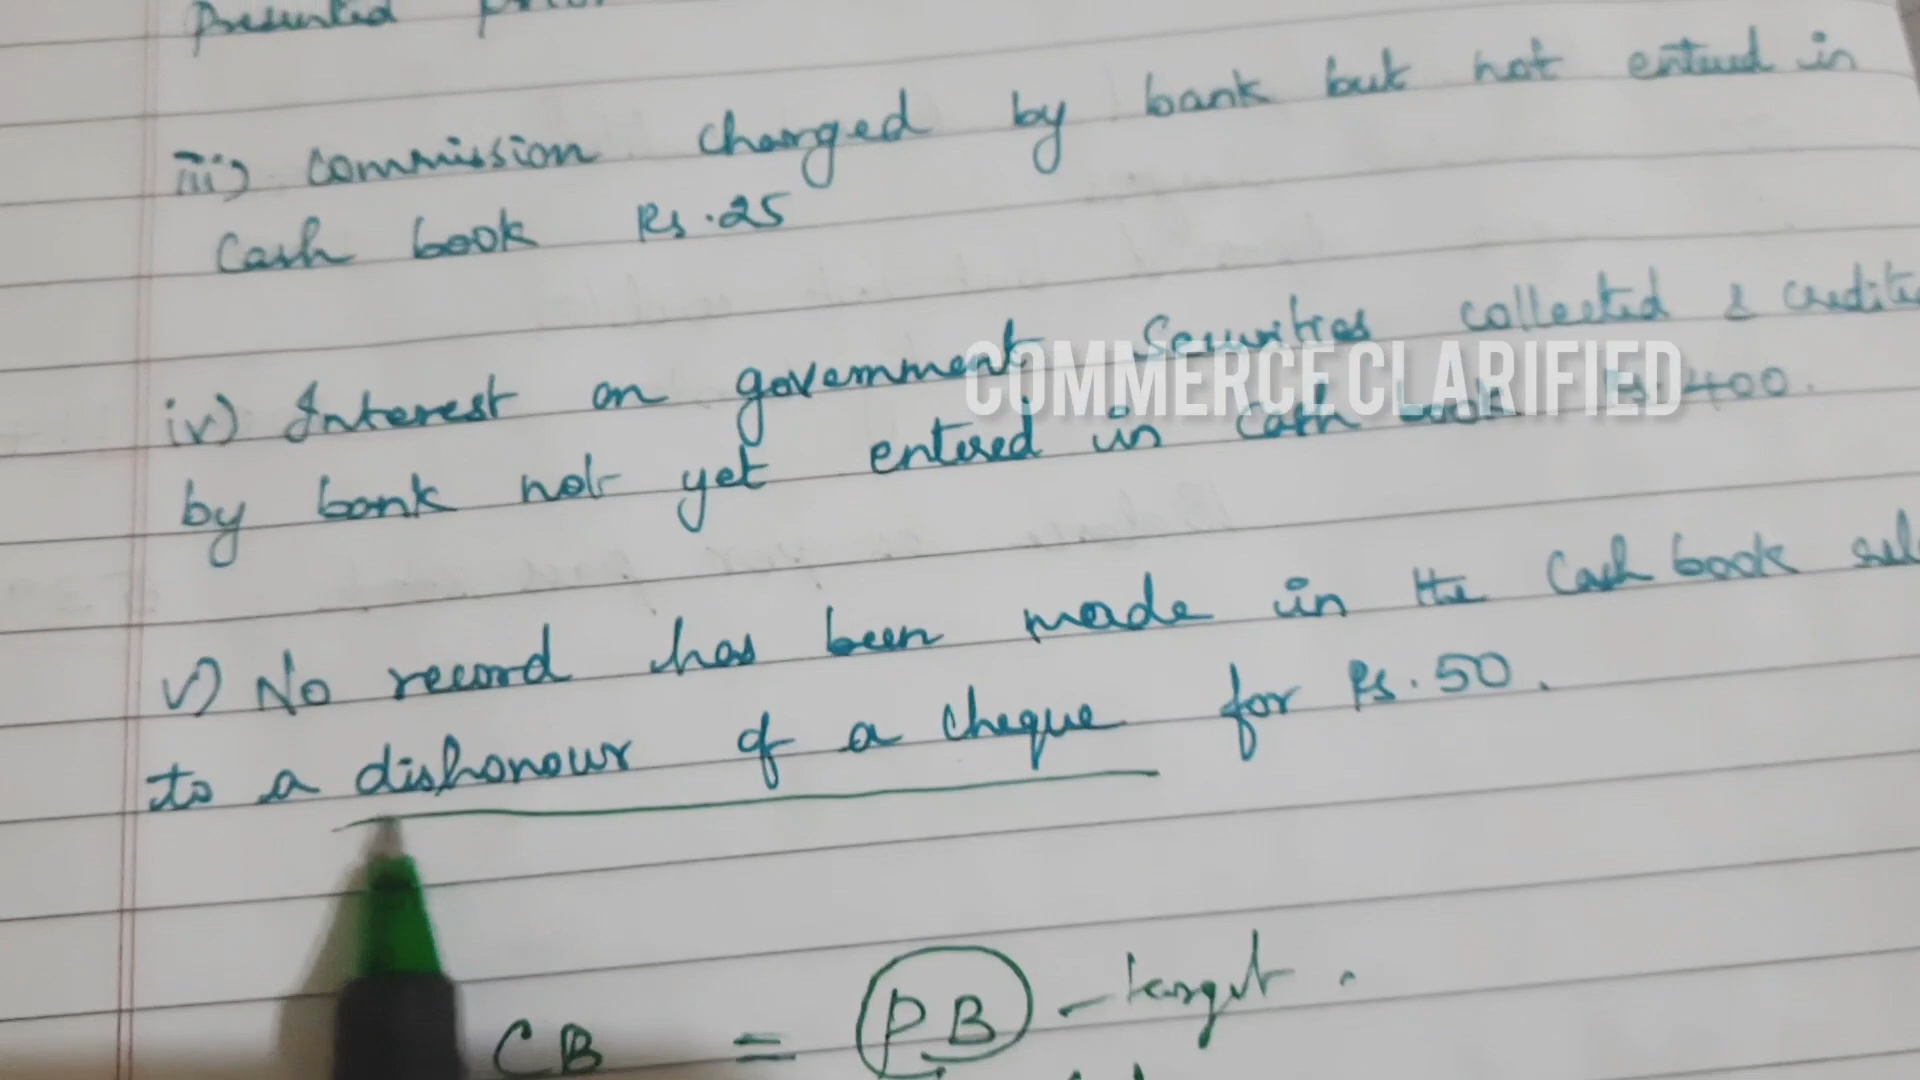 Presented
iii) Commission charged by bank but not entered in
Cash book Rs.25
iv) Interest on government Securities collected & credited
COMMERCE CLARIFIED
by bank not yet entered in Cash book Rs.400.
v) No record has been made in the Cash book
to a dishonour of a cheque for Rs.50.
CB = PB - target.